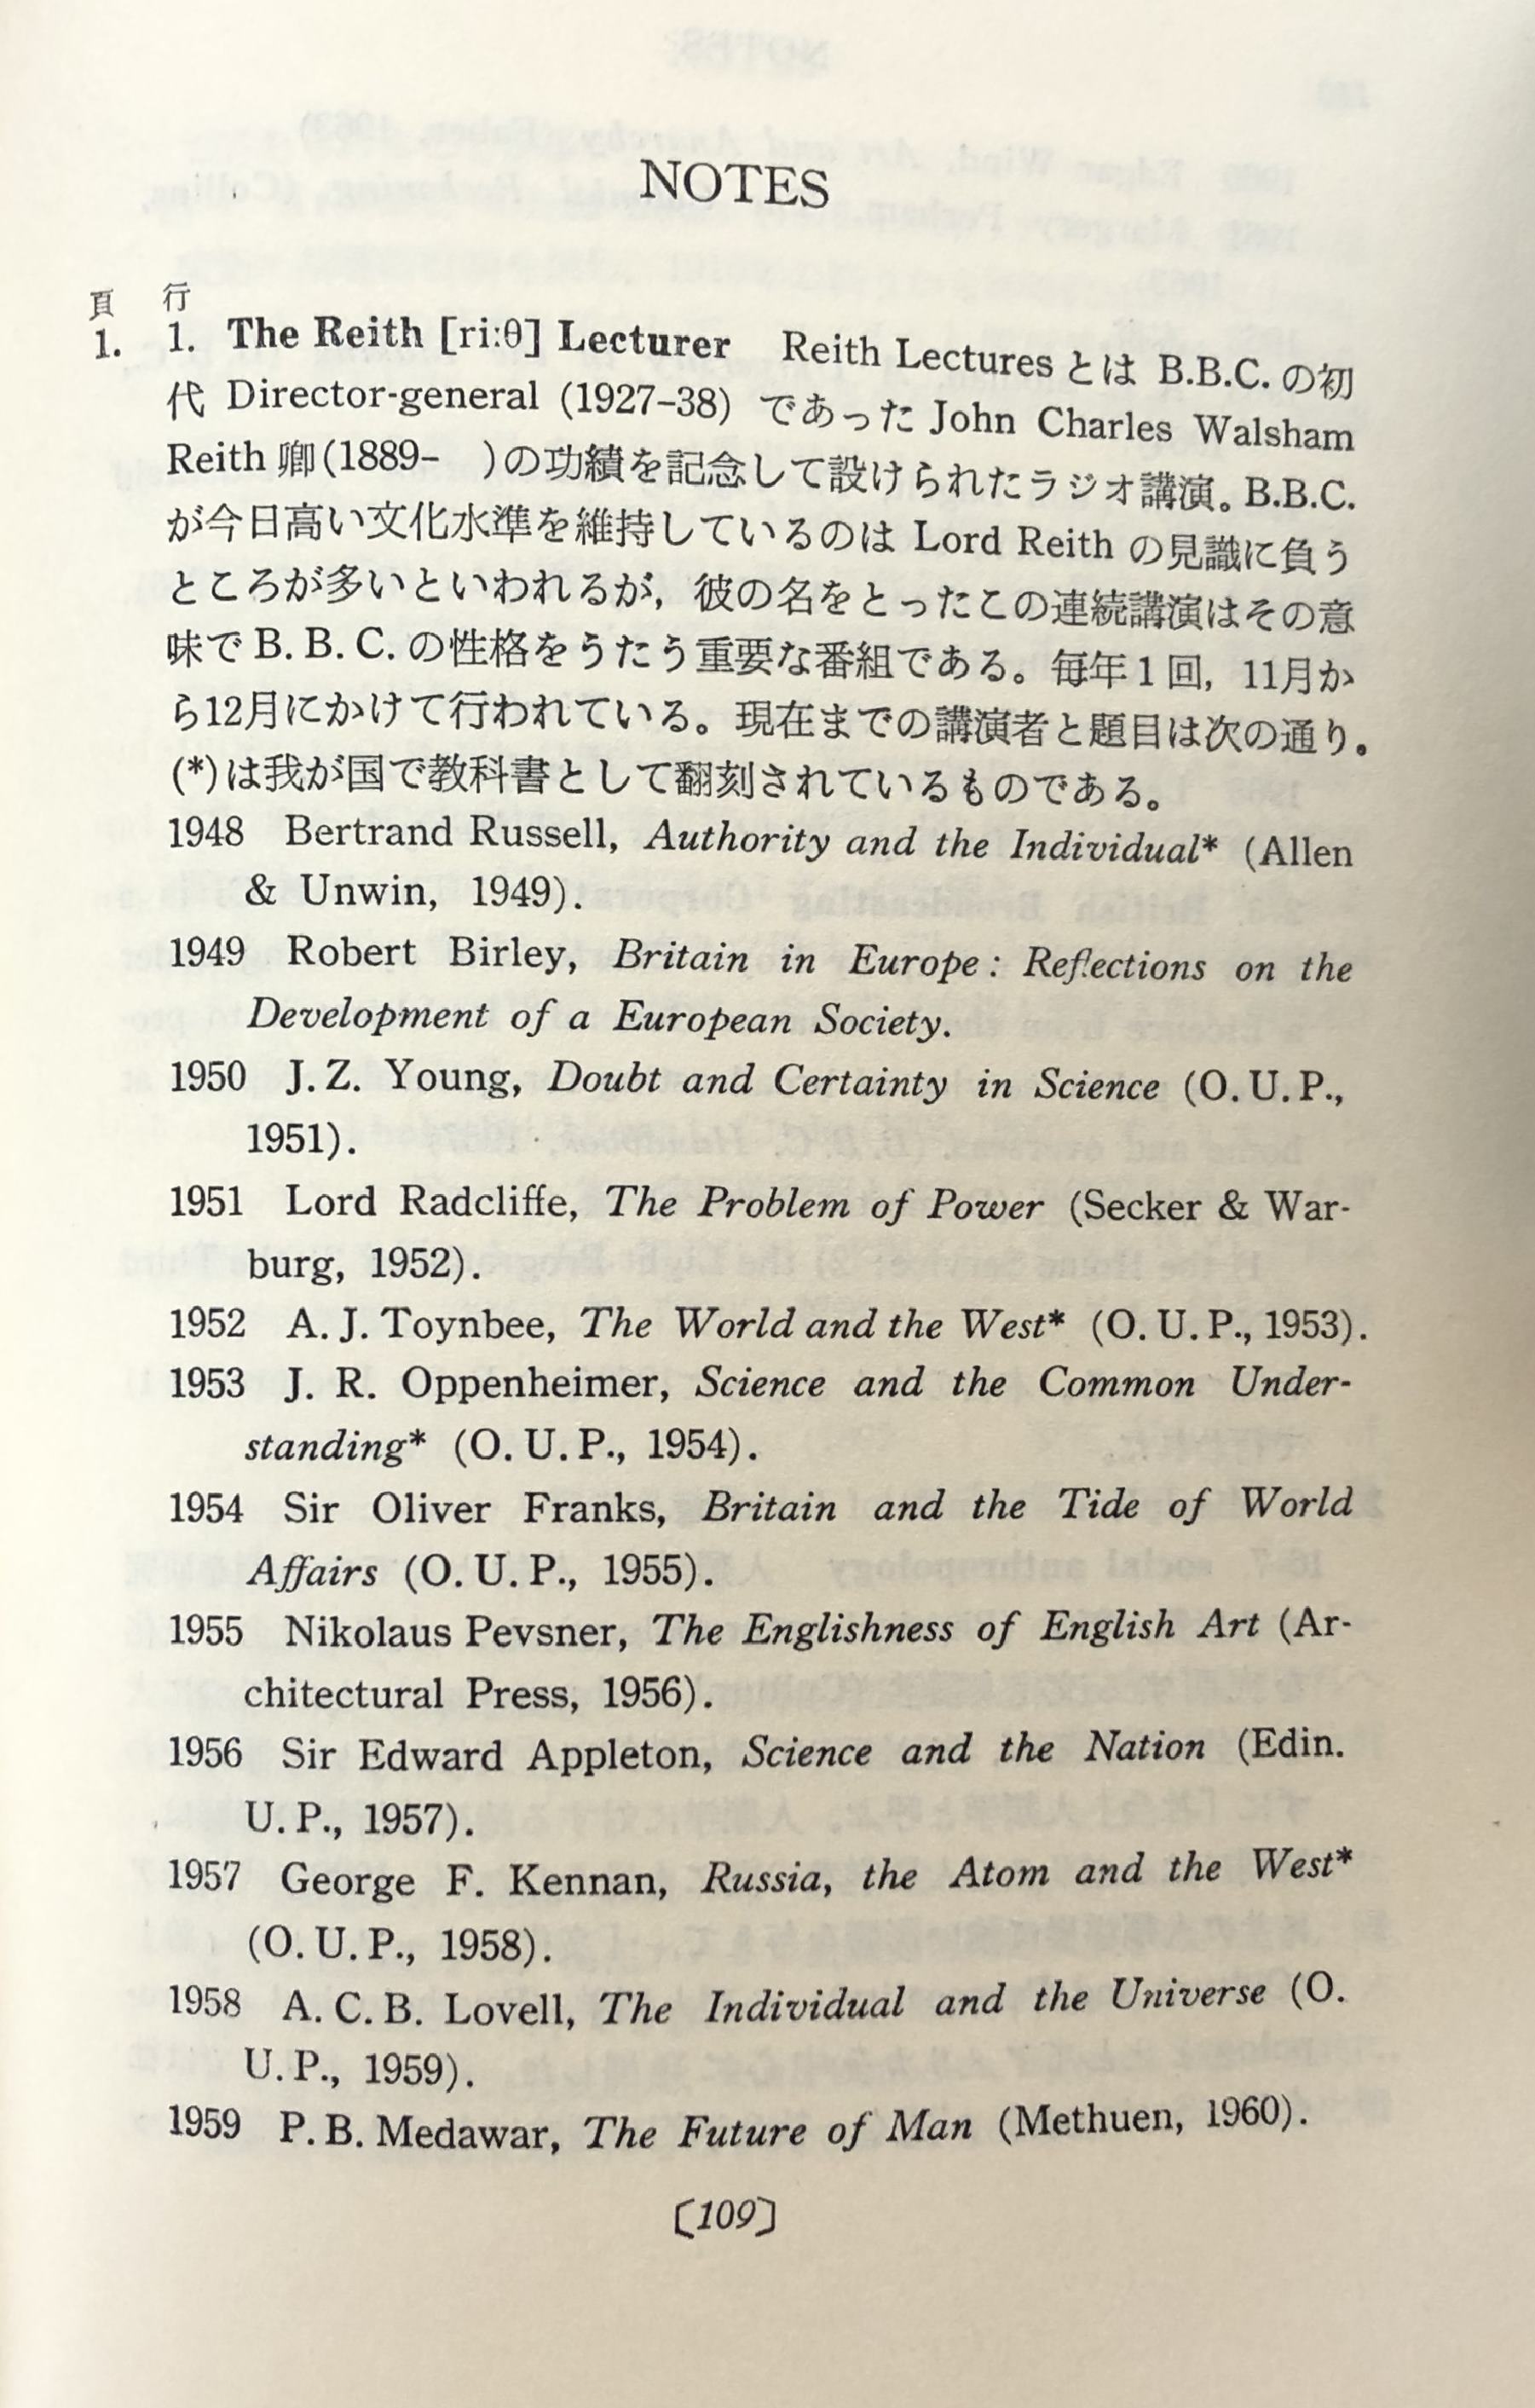 NOTES
頁 行
1. 1. The Reith [ri:θ] Lecturer Reith Lectures とは B.B.C. の初
代 Director-general (1927–38) であった John Charles Walsham
Reith 卿(1889– )の功績を記念して設けられたラジオ講演。B.B.C.
が今日高い文化水準を維持しているのは Lord Reith の見識に負う
ところが多いといわれるが, 彼の名をとったこの連続講演はその意
味で B. B. C. の性格をうたう重要な番組である。毎年1回, 11月か
ら12月にかけて行われている。現在までの講演者と題目は次の通り。
(*)は我が国で教科書として翻刻されているものである。
1948 Bertrand Russell, Authority and the Individual* (Allen
& Unwin, 1949).
1949 Robert Birley, Britain in Europe: Reflections on the
Development of a European Society.
1950 J. Z. Young, Doubt and Certainty in Science (O. U. P.,
1951).
1951 Lord Radcliffe, The Problem of Power (Secker & War-
burg, 1952).
1952 A. J. Toynbee, The World and the West* (O. U. P., 1953).
1953 J. R. Oppenheimer, Science and the Common Under-
standing* (O. U. P., 1954).
1954 Sir Oliver Franks, Britain and the Tide of World
Affairs (O. U. P., 1955).
1955 Nikolaus Pevsner, The Englishness of English Art (Ar-
chitectural Press, 1956).
1956 Sir Edward Appleton, Science and the Nation (Edin.
U. P., 1957).
1957 George F. Kennan, Russia, the Atom and the West*
(O. U. P., 1958).
1958 A. C. B. Lovell, The Individual and the Universe (O.
U. P., 1959).
1959 P. B. Medawar, The Future of Man (Methuen, 1960).
〔109〕